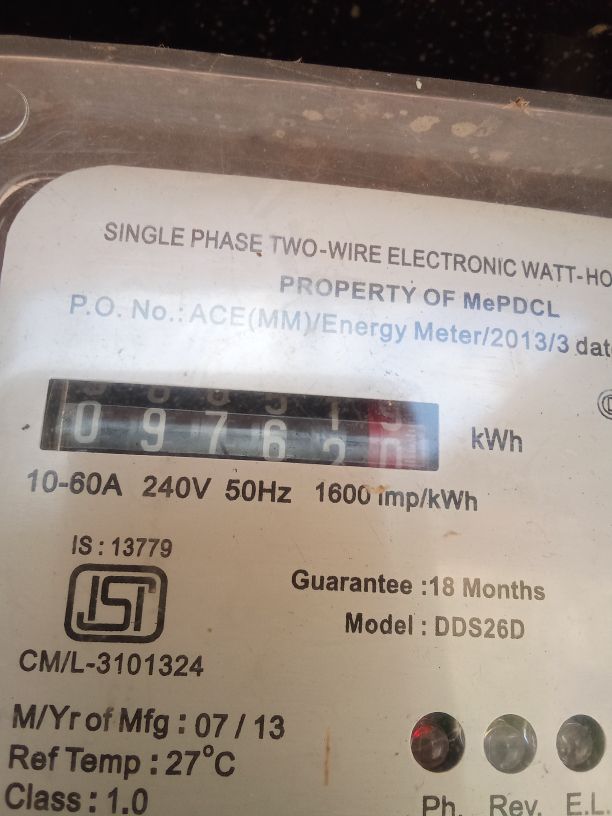 SINGLE PHASE TWO-WIRE ELECTRONIC WATT-HO
PROPERTY OF MePDCL
P.O. No.: ACE(MM)/Energy Meter/2013/3 dat
097620 kWh
10-60A 240V 50Hz 1600 imp/kWh
IS : 13779
ISI
CM/L-3101324
Guarantee :18 Months
Model : DDS26D
M/Yr of Mfg : 07 / 13
Ref Temp : 27°C
Class : 1.0
Ph. Rev. E.L.